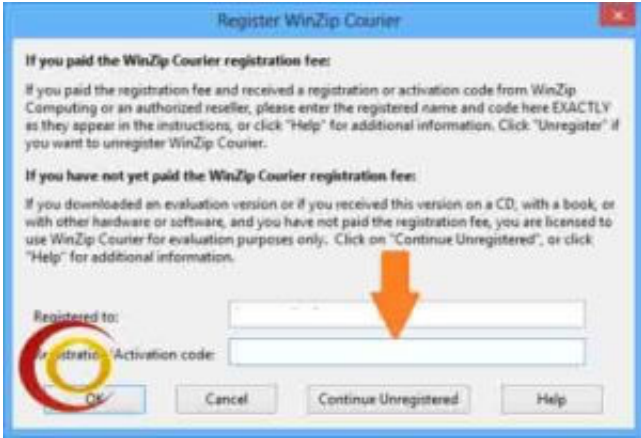 Register WinZip Courier
If you paid the WinZip Courier registration fee:
If you paid the registration fee and received a registration or activation code from WinZip
Computing or an authorized reseller, please enter the registered name and code here EXACTLY
as they appear in the instructions, or click "Help" for additional information. Click "Unregister" if
you want to unregister WinZip Courier.
If you have not yet paid the WinZip Courier registration fee:
If you downloaded an evaluation version or if you received this version on a CD, with a book, or
with other hardware or software, and you have not paid the registration fee, you are licensed to
use WinZip Courier for evaluation purposes only. Click on "Continue Unregistered", or click
"Help" for additional information.
Registered to:
Registration/Activation code:
OK
Cancel
Continue Unregistered
Help